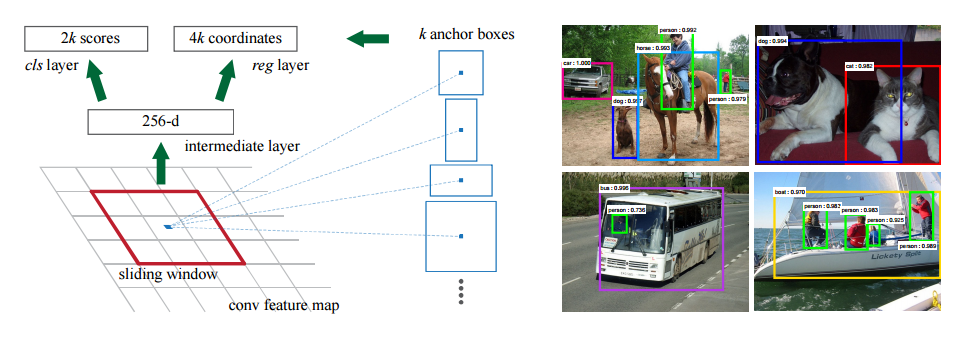 2k scores
4k coordinates
k anchor boxes
cls layer
reg layer
256-d
intermediate layer
sliding window
conv feature map
person : 0.992
horse : 0.993
car : 1.000
dog : 0.997
person : 0.979
dog : 0.994
cat : 0.982
bus : 0.996
person : 0.736
boat : 0.970
person : 0.982
person : 0.983
person : 0.925
person : 0.989
Lickety Split